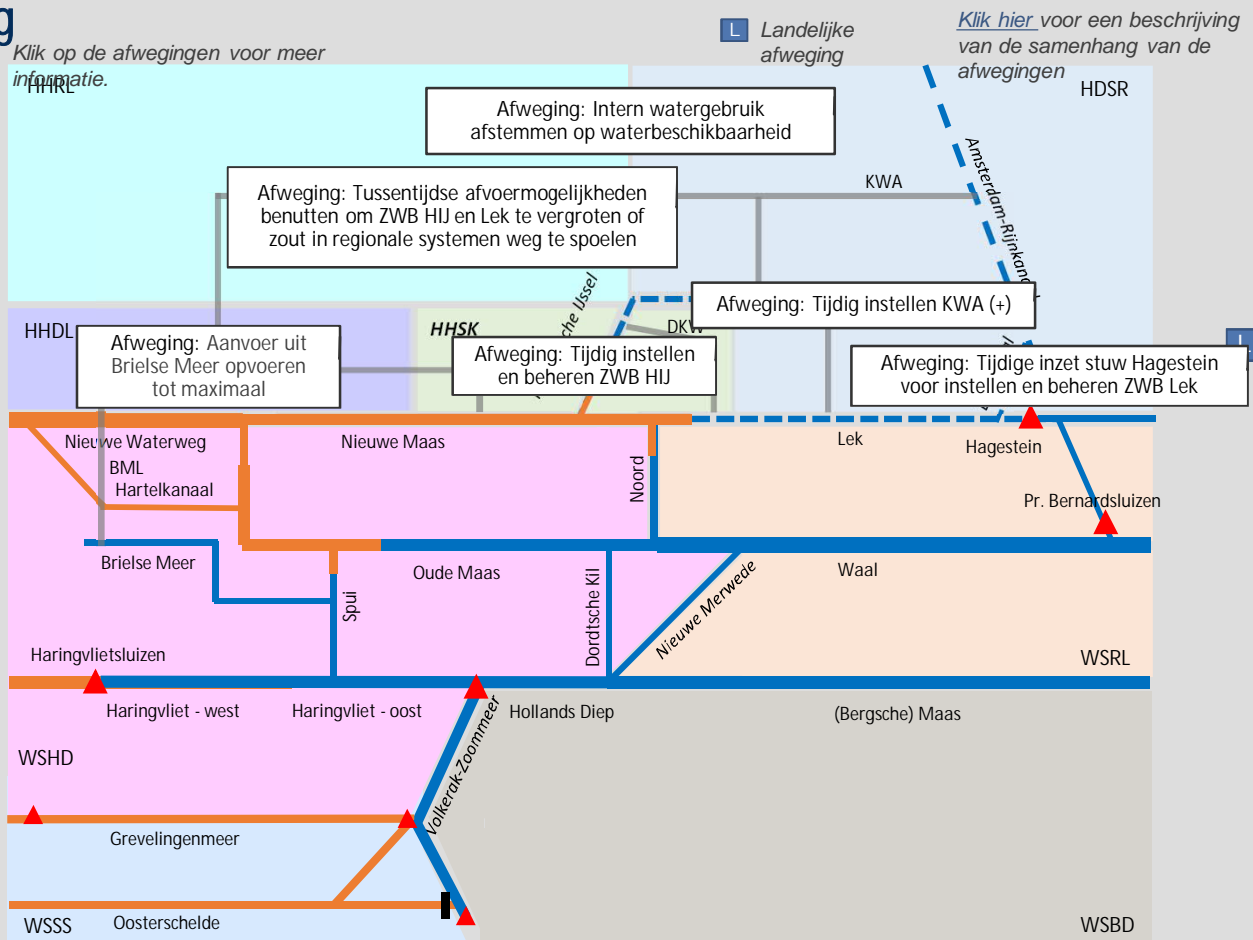 g
Klik op de afwegingen voor meer
informatie.
L
Landelijke
afweging
Klik hier voor een beschrijving
van de samenhang van de
afwegingen
HHRL
HDSR
Afweging: Intern watergebruik
afstemmen op waterbeschikbaarheid
Afweging: Tussentijdse afvoermogelijkheden
benutten om ZWB HIJ en Lek te vergroten of
zout in regionale systemen weg te spoelen
KWA
Amsterdam-Rijnkanaal
Afweging: Tijdig instellen KWA (+)
HHDL
HHSK
IJssel
DKW
L
Afweging: Aanvoer uit
Brielse Meer opvoeren
tot maximaal
Afweging: Tijdig instellen
en beheren ZWB HIJ
Afweging: Tijdige inzet stuw Hagestein
voor instellen en beheren ZWB Lek
Nieuwe Waterweg
Nieuwe Maas
Lek
Hagestein
BML
Hartelkanaal
Noord
Pr. Bernardsluizen
Brielse Meer
Oude Maas
Waal
Spui
Dordtsche Kil
Nieuwe Merwede
Haringvlietsluizen
WSRL
Haringvliet - west
Haringvliet - oost
Hollands Diep
(Bergsche) Maas
WSHD
Volkerak-Zoommeer
Grevelingenmeer
WSSS
Oosterschelde
WSBD